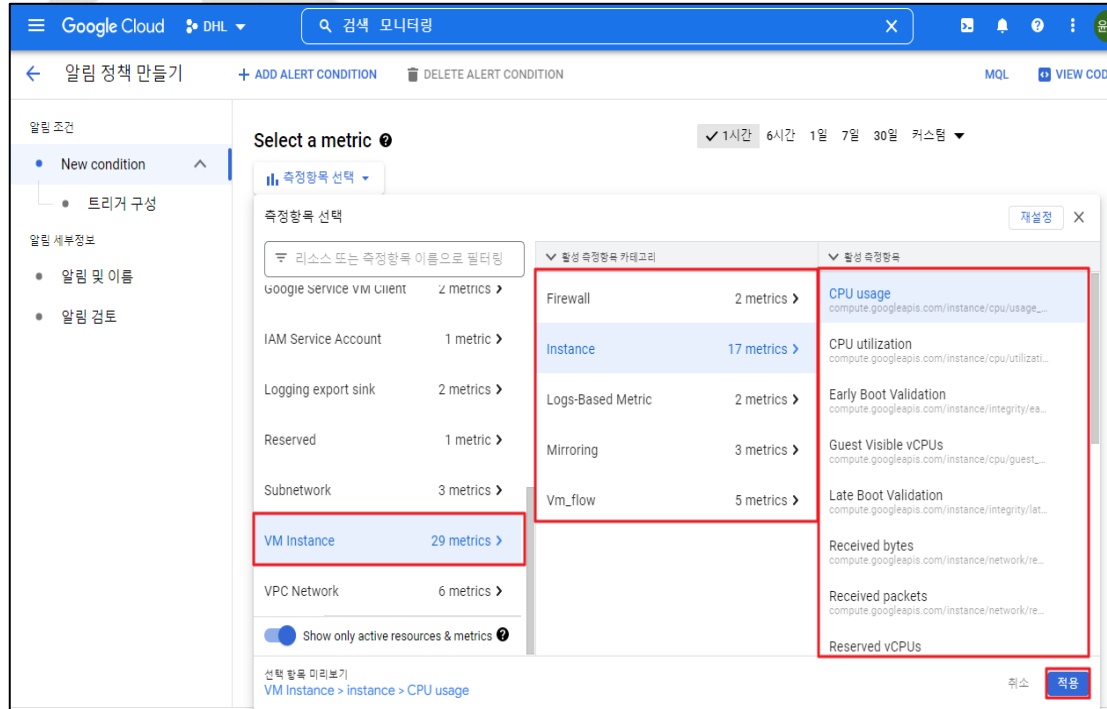 Google Cloud DHL 검색 모니터링
알림 정책 만들기 + ADD ALERT CONDITION DELETE ALERT CONDITION MQL VIEW COD
알림 조건
New condition
트리거 구성
알림 세부정보
알림 및 이름
알림 검토
Select a metric
1시간 6시간 1일 7일 30일 커스텀
측정항목 선택
측정항목 선택 재설정
리소스 또는 측정항목 이름으로 필터링
Google Service VM Client 2 metrics
IAM Service Account 1 metric
Logging export sink 2 metrics
Reserved 1 metric
Subnetwork 3 metrics
VM Instance 29 metrics
VPC Network 6 metrics
Show only active resources & metrics
활성 측정항목 카테고리
Firewall 2 metrics
Instance 17 metrics
Logs-Based Metric 2 metrics
Mirroring 3 metrics
Vm_flow 5 metrics
활성 측정항목
CPU usage
compute.googleapis.com/instance/cpu/usage_...
CPU utilization
compute.googleapis.com/instance/cpu/utilizati...
Early Boot Validation
compute.googleapis.com/instance/integrity/ea...
Guest Visible vCPUs
compute.googleapis.com/instance/cpu/guest_...
Late Boot Validation
compute.googleapis.com/instance/integrity/lat...
Received bytes
compute.googleapis.com/instance/network/re...
Received packets
compute.googleapis.com/instance/network/re...
Reserved vCPUs
선택 항목 미리보기
VM Instance > instance > CPU usage
취소 적용